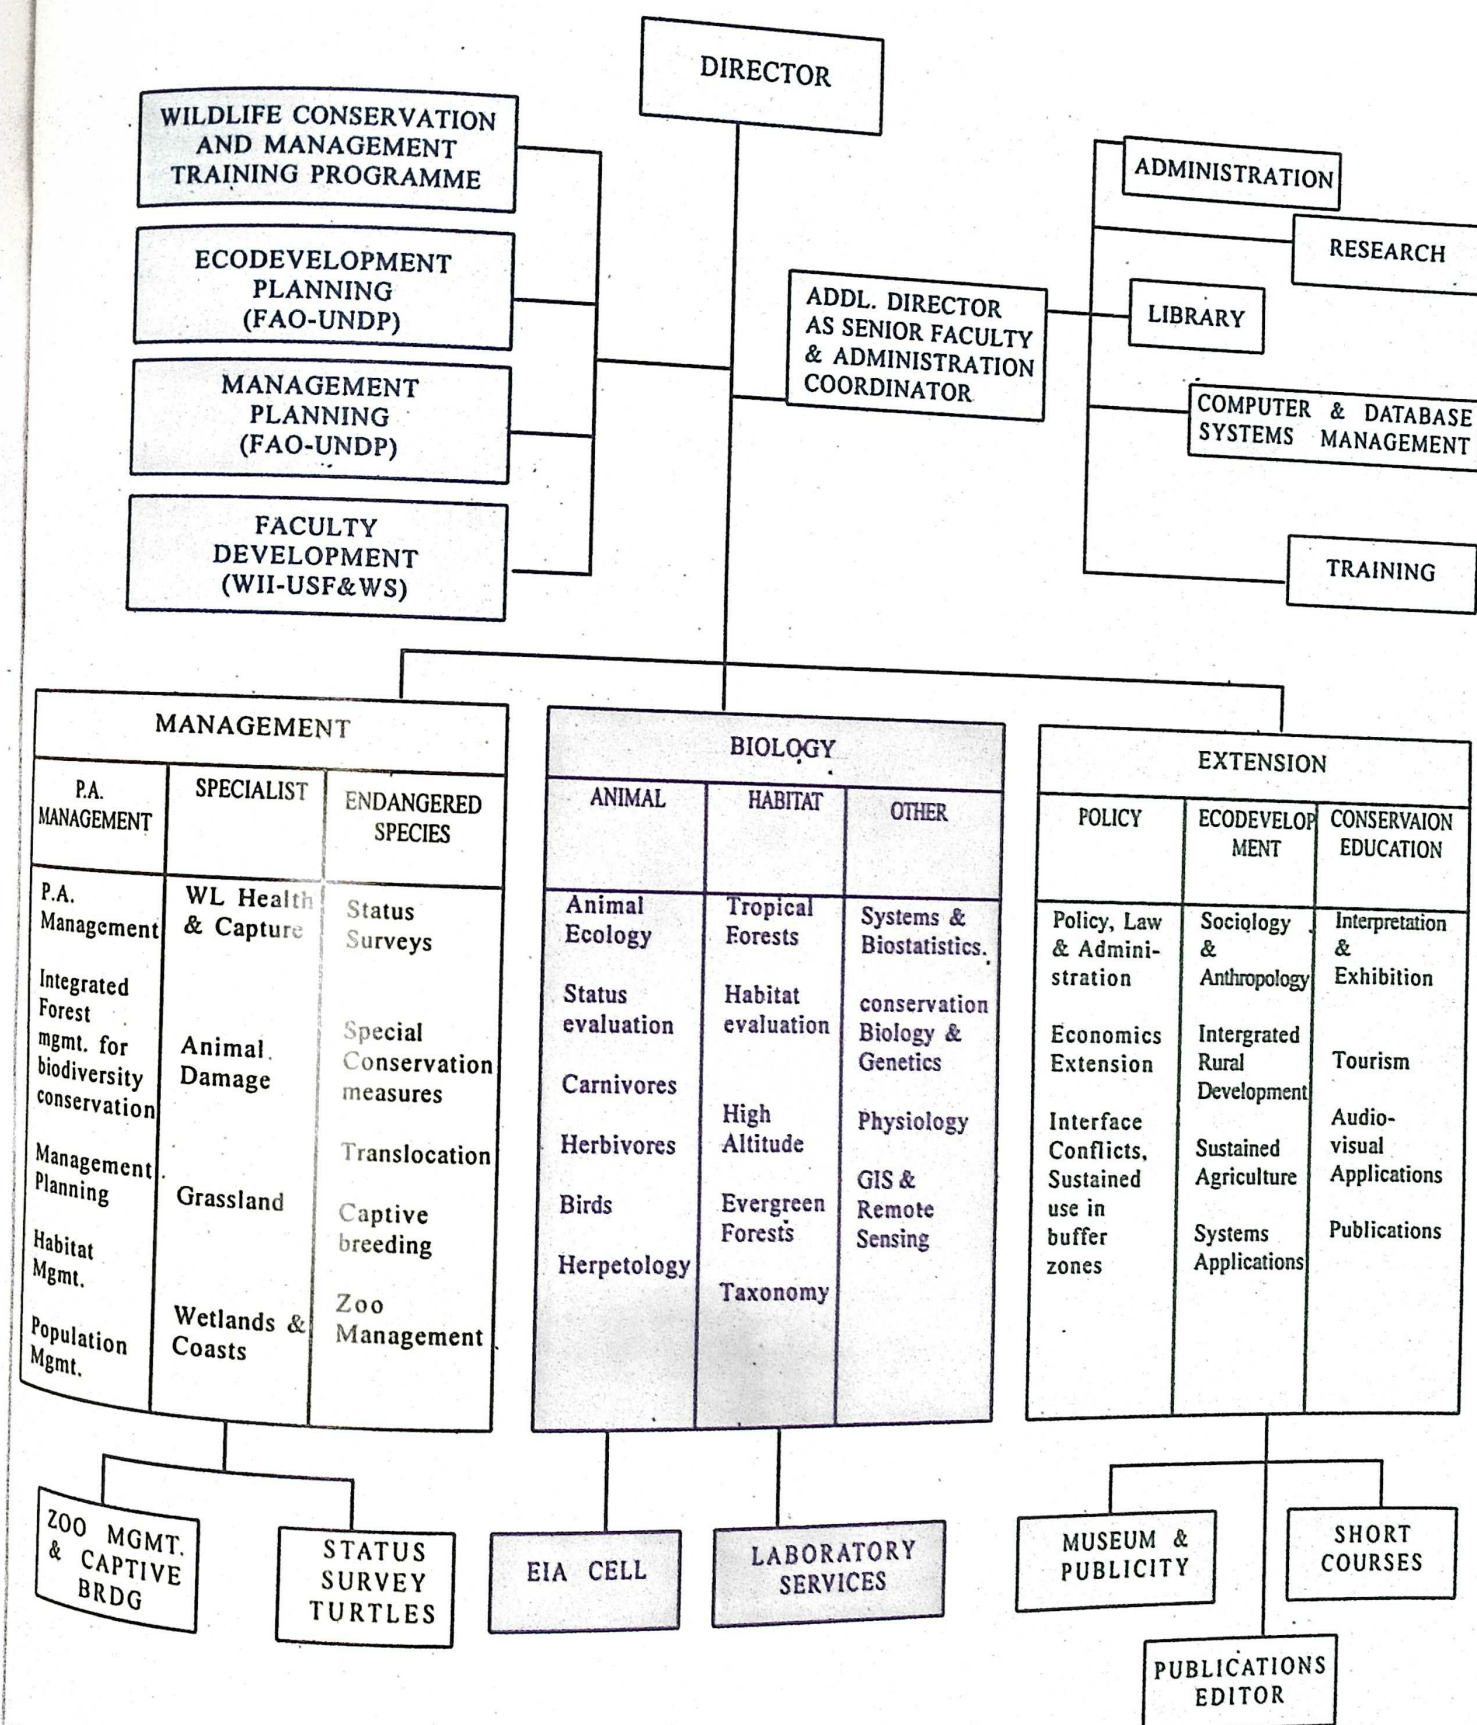 DIRECTOR
WILDLIFE CONSERVATION
AND MANAGEMENT
TRAINING PROGRAMME
ECODEVELOPMENT
PLANNING
(FAO-UNDP)
MANAGEMENT
PLANNING
(FAO-UNDP)
FACULTY
DEVELOPMENT
(WII-USF&WS)
ADDL. DIRECTOR
AS SENIOR FACULTY
& ADMINISTRATION
COORDINATOR
ADMINISTRATION
RESEARCH
LIBRARY
COMPUTER & DATABASE
SYSTEMS MANAGEMENT
TRAINING
MANAGEMENT
P.A.
MANAGEMENT
P.A.
Management
Integrated
Forest
mgmt. for
biodiversity
conservation
Management
Planning
Habitat
Mgmt.
Population
Mgmt.
SPECIALIST
WL Health
& Capture
Animal
Damage
Grassland
Wetlands &
Coasts
ENDANGERED
SPECIES
Status
Surveys
Special
Conservation
measures
Translocation
Captive
breeding
Zoo
Management
BIOLOGY
ANIMAL
Animal
Ecology
Status
evaluation
Carnivores
Herbivores
Birds
Herpetology
HABITAT
Tropical
Forests
Habitat
evaluation
High
Altitude
Evergreen
Forests
Taxonomy
OTHER
Systems &
Biostatistics.
conservation
Biology &
Genetics
Physiology
GIS &
Remote
Sensing
EXTENSION
POLICY
Policy, Law
& Admini-
stration
Economics
Extension
Interface
Conflicts,
Sustained
use in
buffer
zones
ECODEVELOP
MENT
Sociology
&
Anthropology
Intergrated
Rural
Development
Sustained
Agriculture
Systems
Applications
CONSERVAION
EDUCATION
Interpretation
&
Exhibition
Tourism
Audio-
visual
Applications
Publications
ZOO MGMT.
& CAPTIVE
BRDG
STATUS
SURVEY
TURTLES
EIA CELL
LABORATORY
SERVICES
MUSEUM &
PUBLICITY
SHORT
COURSES
PUBLICATIONS
EDITOR